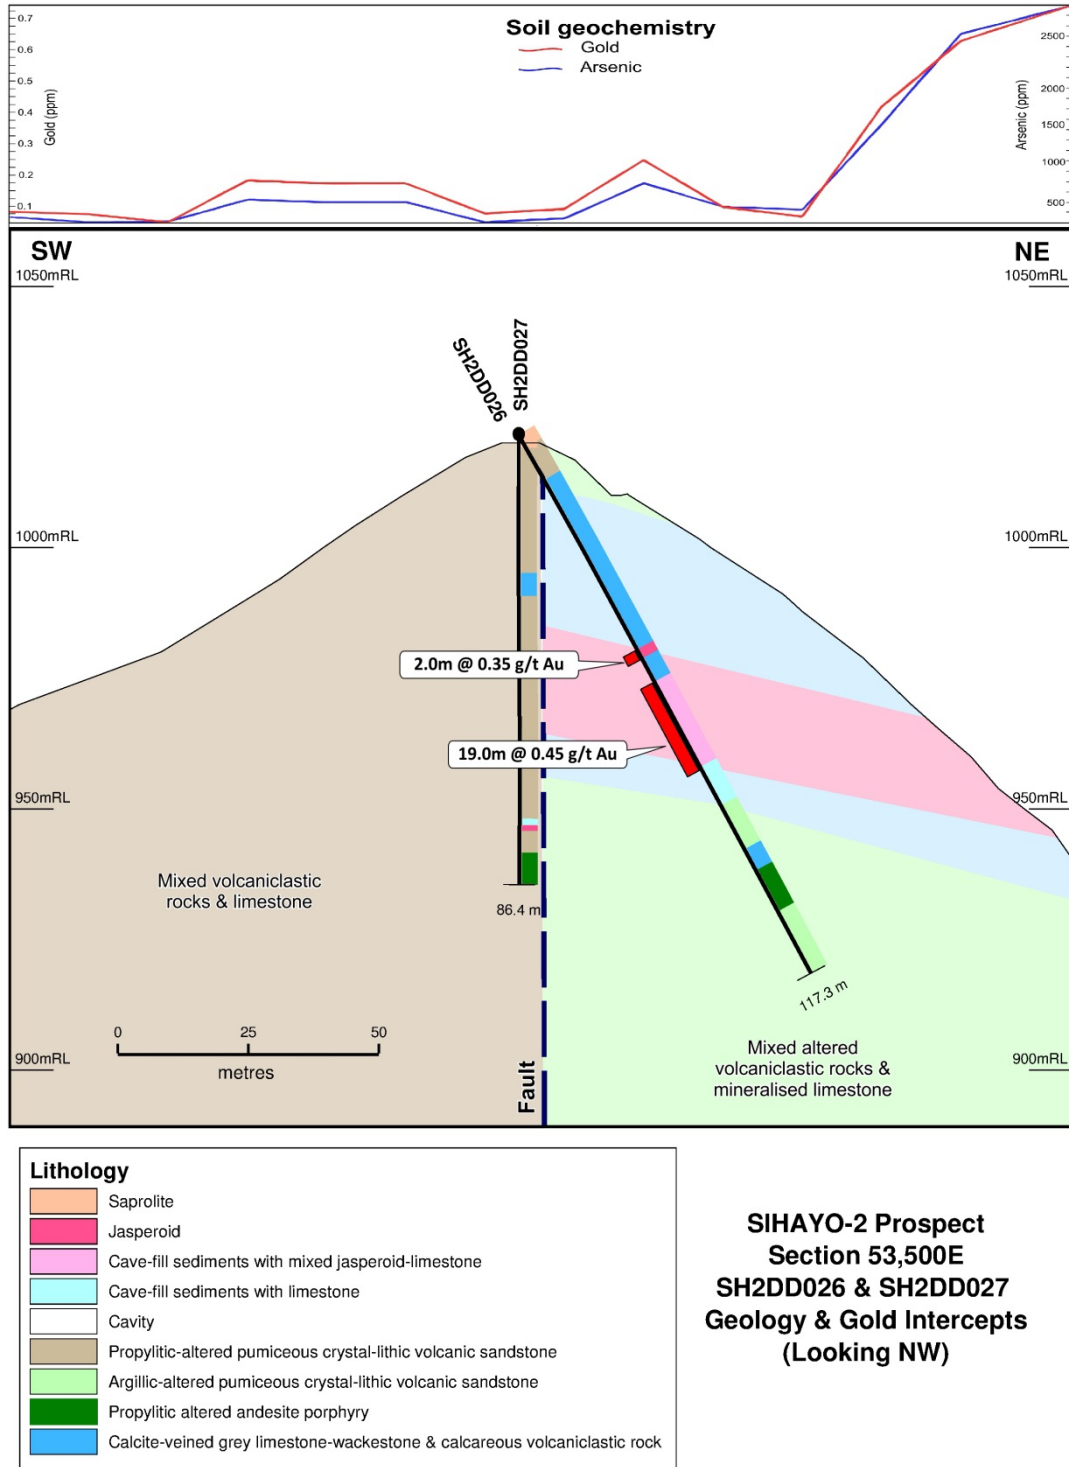 Soil geochemistry
Gold
Arsenic
0.7
0.6
0.5
0.4
0.3
0.2
0.1
Gold (ppm)
2500
2000
1500
1000
500
Arsenic (ppm)
SW
NE
1050mRL
1050mRL
SH2DD026
SH2DD027
1000mRL
1000mRL
2.0m @ 0.35 g/t Au
19.0m @ 0.45 g/t Au
950mRL
950mRL
Mixed volcaniclastic
rocks & limestone
86.4 m
117.3 m
0
25
50
metres
900mRL
900mRL
Fault
Mixed altered
volcaniclastic rocks &
mineralised limestone
Lithology
Saprolite
Jasperoid
Cave-fill sediments with mixed jasperoid-limestone
Cave-fill sediments with limestone
Cavity
Propylitic-altered pumiceous crystal-lithic volcanic sandstone
Argillic-altered pumiceous crystal-lithic volcanic sandstone
Propylitic altered andesite porphyry
Calcite-veined grey limestone-wackestone & calcareous volcaniclastic rock
SIHAYO-2 Prospect
Section 53,500E
SH2DD026 & SH2DD027
Geology & Gold Intercepts
(Looking NW)